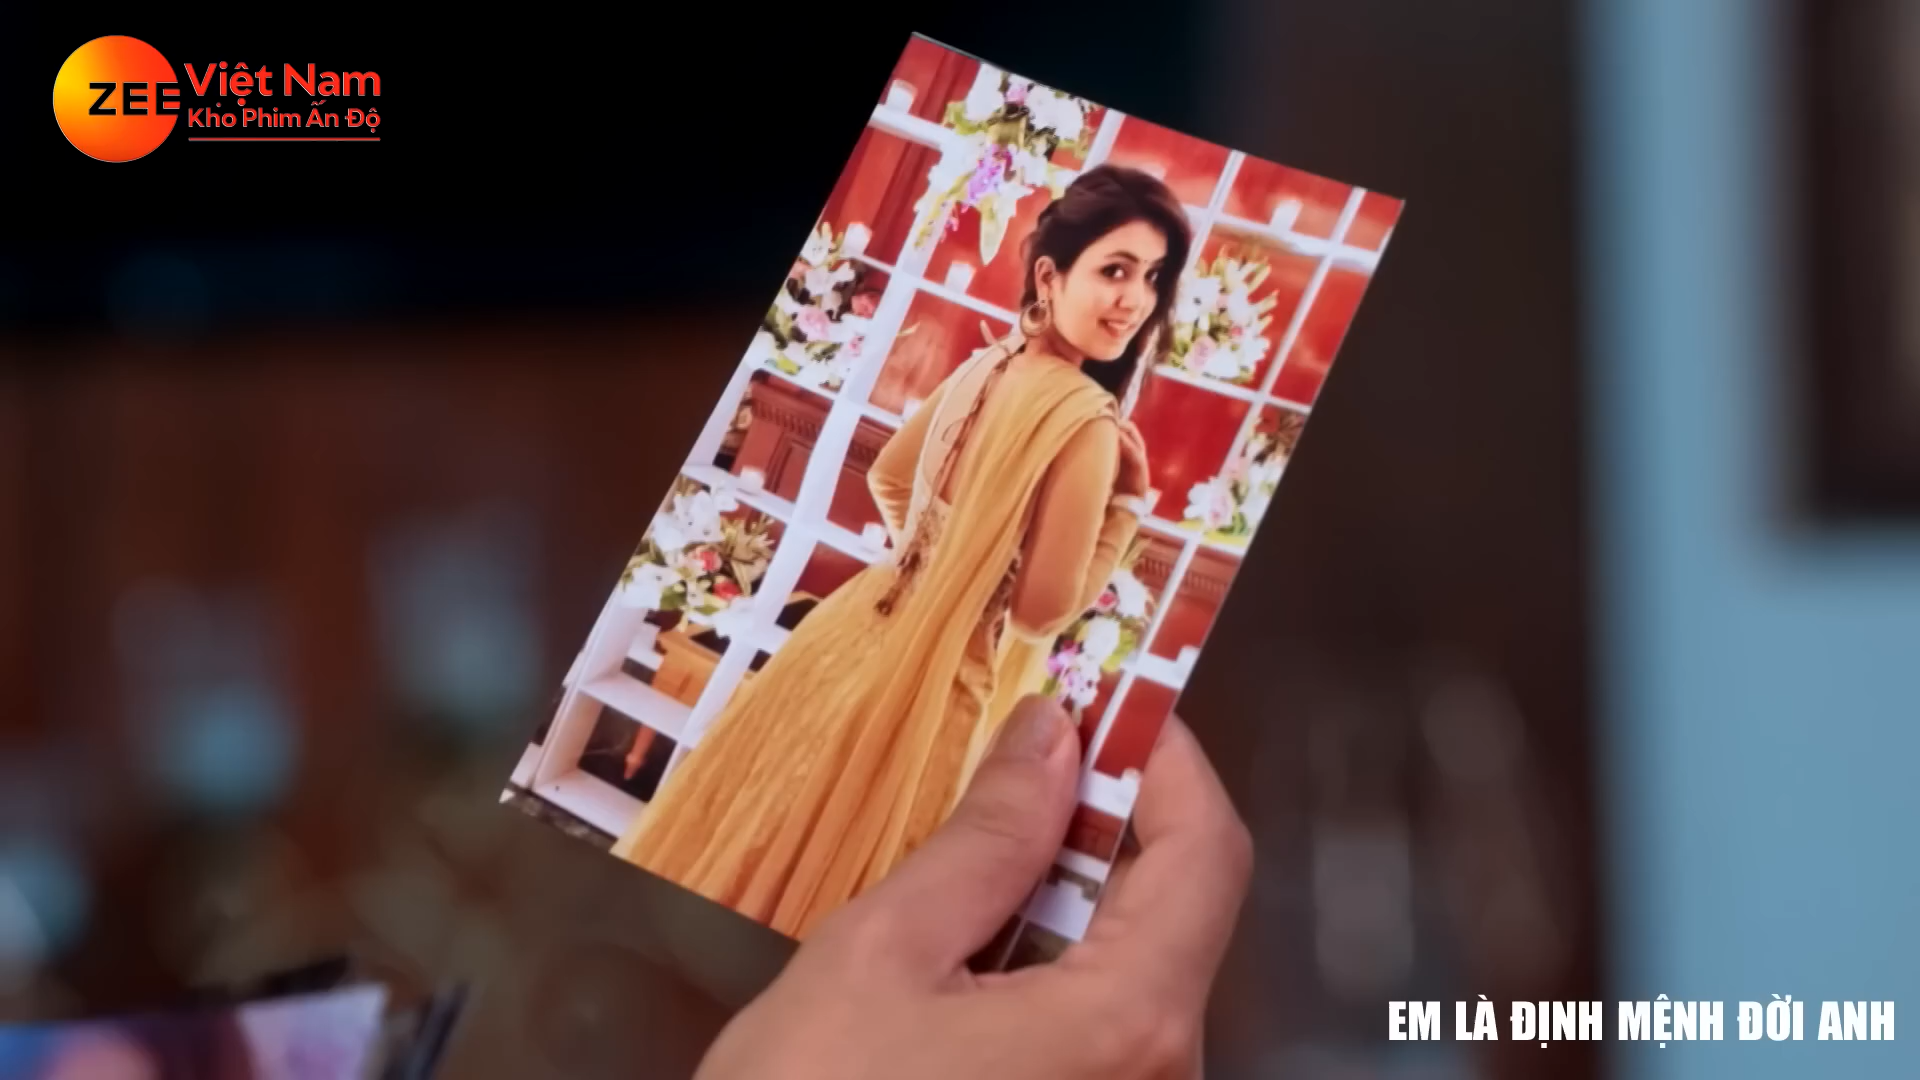 ZEE Việt Nam
Kho Phim Ấn Độ
EM LÀ ĐỊNH MỆNH ĐỜI ANH